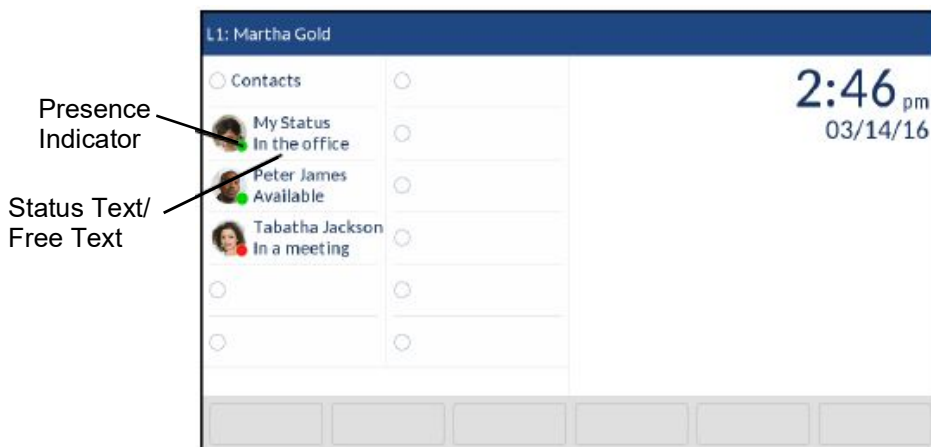 L1: Martha Gold
Contacts
2:46 pm
03/14/16
Presence
Indicator
My Status
In the office
Peter James
Available
Status Text/
Free Text
Tabatha Jackson
In a meeting